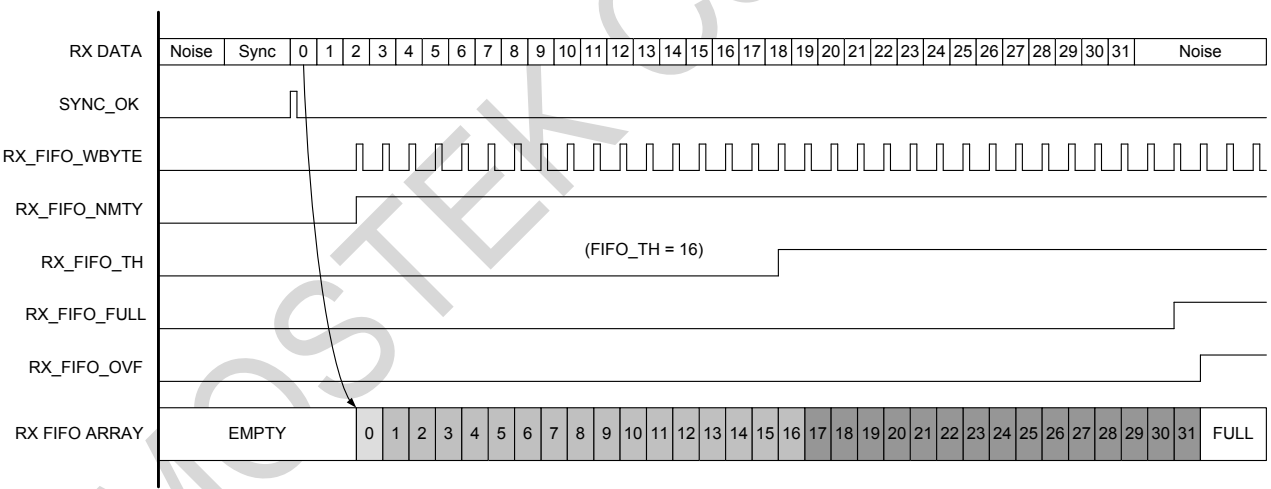 RX DATA Noise Sync 0 1 2 3 4 5 6 7 8 9 10 11 12 13 14 15 16 17 18 19 20 21 22 23 24 25 26 27 28 29 30 31 Noise
SYNC_OK
RX_FIFO_WBYTE
RX_FIFO_NMTY
(FIFO_TH = 16)
RX_FIFO_TH
RX_FIFO_FULL
RX_FIFO_OVF
RX FIFO ARRAY EMPTY 0 1 2 3 4 5 6 7 8 9 10 11 12 13 14 15 16 17 18 19 20 21 22 23 24 25 26 27 28 29 30 31 FULL
MOSTEK CO